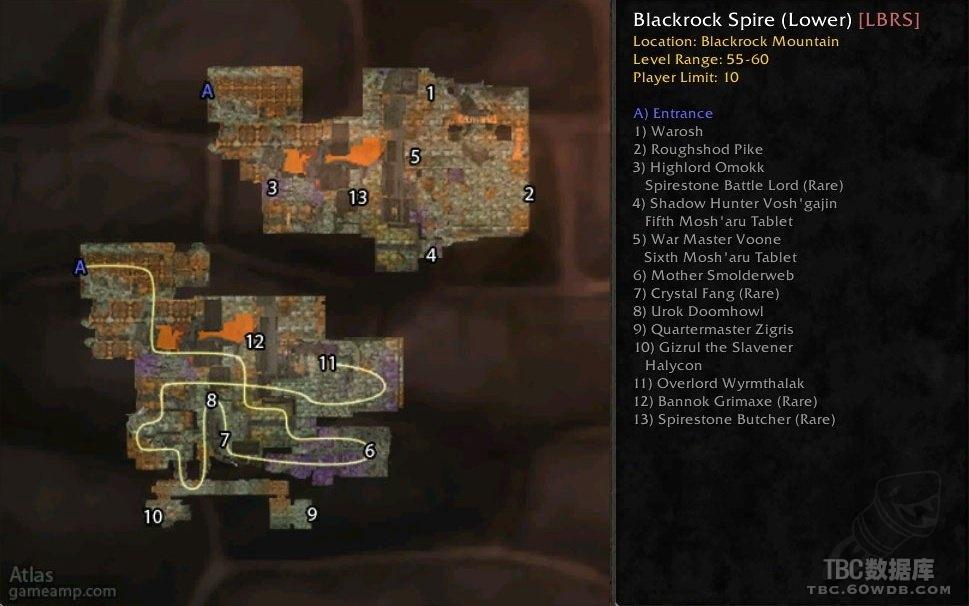 A
1
5
3
13
2
4
A
12
11
8
7
6
10
9
Atlas
gameamp.com
Blackrock Spire (Lower) [LBRS]
Location: Blackrock Mountain
Level Range: 55-60
Player Limit: 10
A) Entrance
1) Warosh
2) Roughshod Pike
3) Highlord Omokk
Spirestone Battle Lord (Rare)
4) Shadow Hunter Vosh'gajin
Fifth Mosh'aru Tablet
5) War Master Voone
Sixth Mosh'aru Tablet
6) Mother Smolderweb
7) Crystal Fang (Rare)
8) Urok Doomhowl
9) Quartermaster Zigris
10) Gizrul the Slavener
Halycon
11) Overlord Wyrmthalak
12) Bannok Grimaxe (Rare)
13) Spirestone Butcher (Rare)
TBC数据库
TBC.60WDB.COM